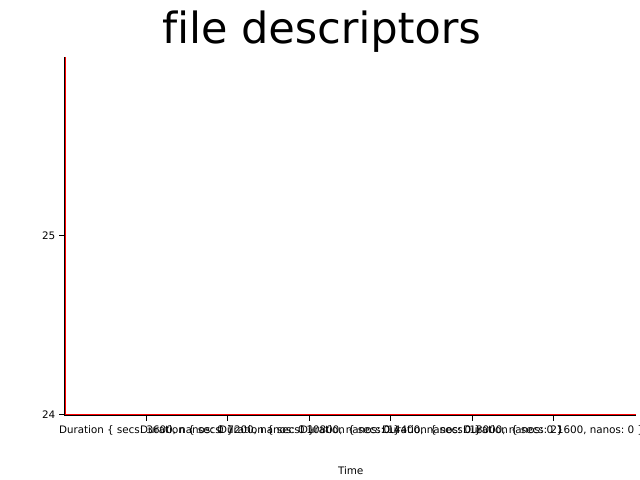 file descriptors
25
24
Duration { secs: 3600, nanos: 0 }
Duration { secs: 7200, nanos: 0 }
Duration { secs: 10800, nanos: 0 }
Duration { secs: 14400, nanos: 0 }
Duration { secs: 18000, nanos: 0 }
Duration { secs: 21600, nanos: 0 }
Time